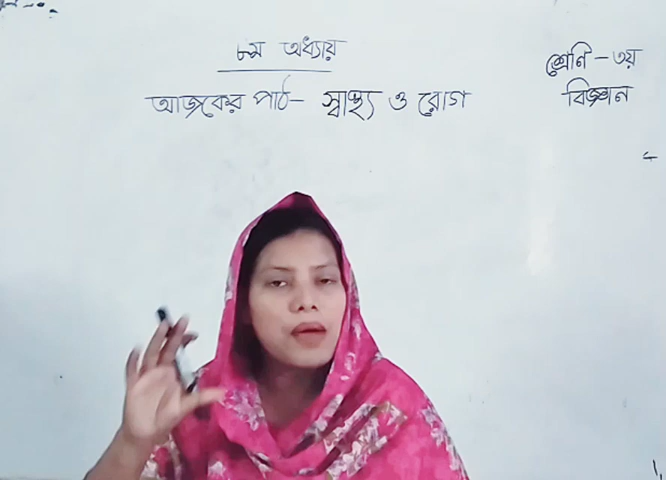 ৮ম অধ্যায়
শ্রেণি - ৩য়
আজকের পাঠ - স্বাস্থ্য ও রোগ
বিজ্ঞান